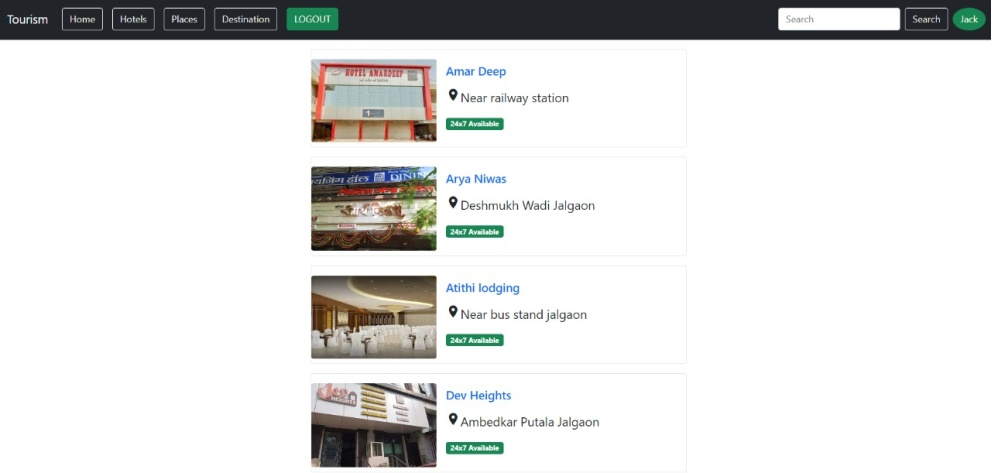 Tourism
Home
Hotels
Places
Destination
LOGOUT
Search
Search
Jack
HOTEL AMARDEEP
Amar Deep
Near railway station
24x7 Available
Arya Niwas
Deshmukh Wadi Jalgaon
24x7 Available
Atithi lodging
Near bus stand jalgaon
24x7 Available
HEIGHTS
Dev Heights
Ambedkar Putala Jalgaon
24x7 Available